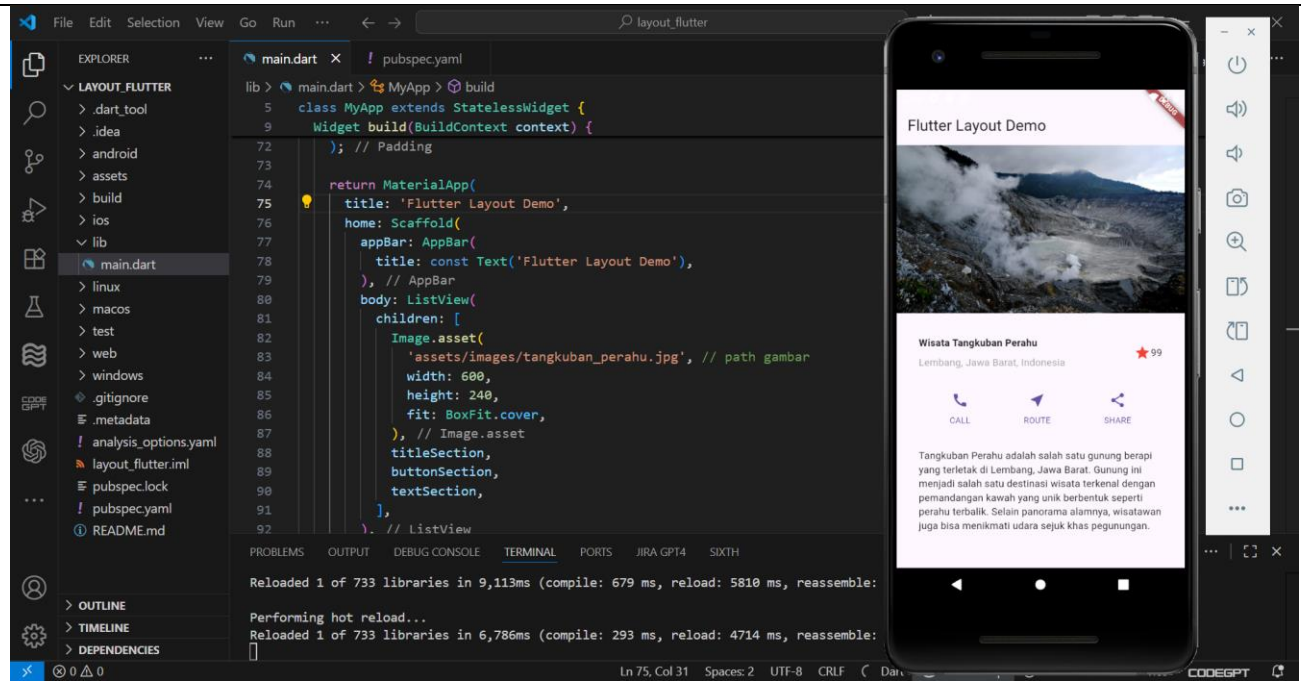 File Edit Selection View Go Run ··· layout_flutter
EXPLORER ···
LAYOUT_FLUTTER
.dart_tool
.idea
android
assets
build
ios
lib
main.dart
linux
macos
test
web
windows
.gitignore
.metadata
analysis_options.yaml
layout_flutter.iml
pubspec.lock
pubspec.yaml
README.md
OUTLINE
TIMELINE
DEPENDENCIES
CODE
GPT
main.dart ! pubspec.yaml
lib > main.dart > MyApp > build
5 class MyApp extends StatelessWidget {
9 Widget build(BuildContext context) {
72 ); // Padding
73
74 return MaterialApp(
75 title: 'Flutter Layout Demo',
76 home: Scaffold(
77 appBar: AppBar(
78 title: const Text('Flutter Layout Demo'),
79 ), // AppBar
80 body: ListView(
81 children: [
82 Image.asset(
83 'assets/images/tangkuban_perahu.jpg', // path gambar
84 width: 600,
85 height: 240,
86 fit: BoxFit.cover,
87 ), // Image.asset
88 titleSection,
89 buttonSection,
90 textSection,
91 ],
92 ), // ListView
PROBLEMS OUTPUT DEBUG CONSOLE TERMINAL PORTS JIRA GPT4 SIXTH
Reloaded 1 of 733 libraries in 9,113ms (compile: 679 ms, reload: 5810 ms, reassemble:
Performing hot reload...
Reloaded 1 of 733 libraries in 6,786ms (compile: 293 ms, reload: 4714 ms, reassemble:
0 0 Ln 75, Col 31 Spaces: 2 UTF-8 CRLF Dart CODEGPT
DEBUG
Flutter Layout Demo
Wisata Tangkuban Perahu
Lembang, Jawa Barat, Indonesia
99
CALL ROUTE SHARE
Tangkuban Perahu adalah salah satu gunung berapi
yang terletak di Lembang, Jawa Barat. Gunung ini
menjadi salah satu destinasi wisata terkenal dengan
pemandangan kawah yang unik berbentuk seperti
perahu terbalik. Selain panorama alamnya, wisatawan
juga bisa menikmati udara sejuk khas pegunungan.